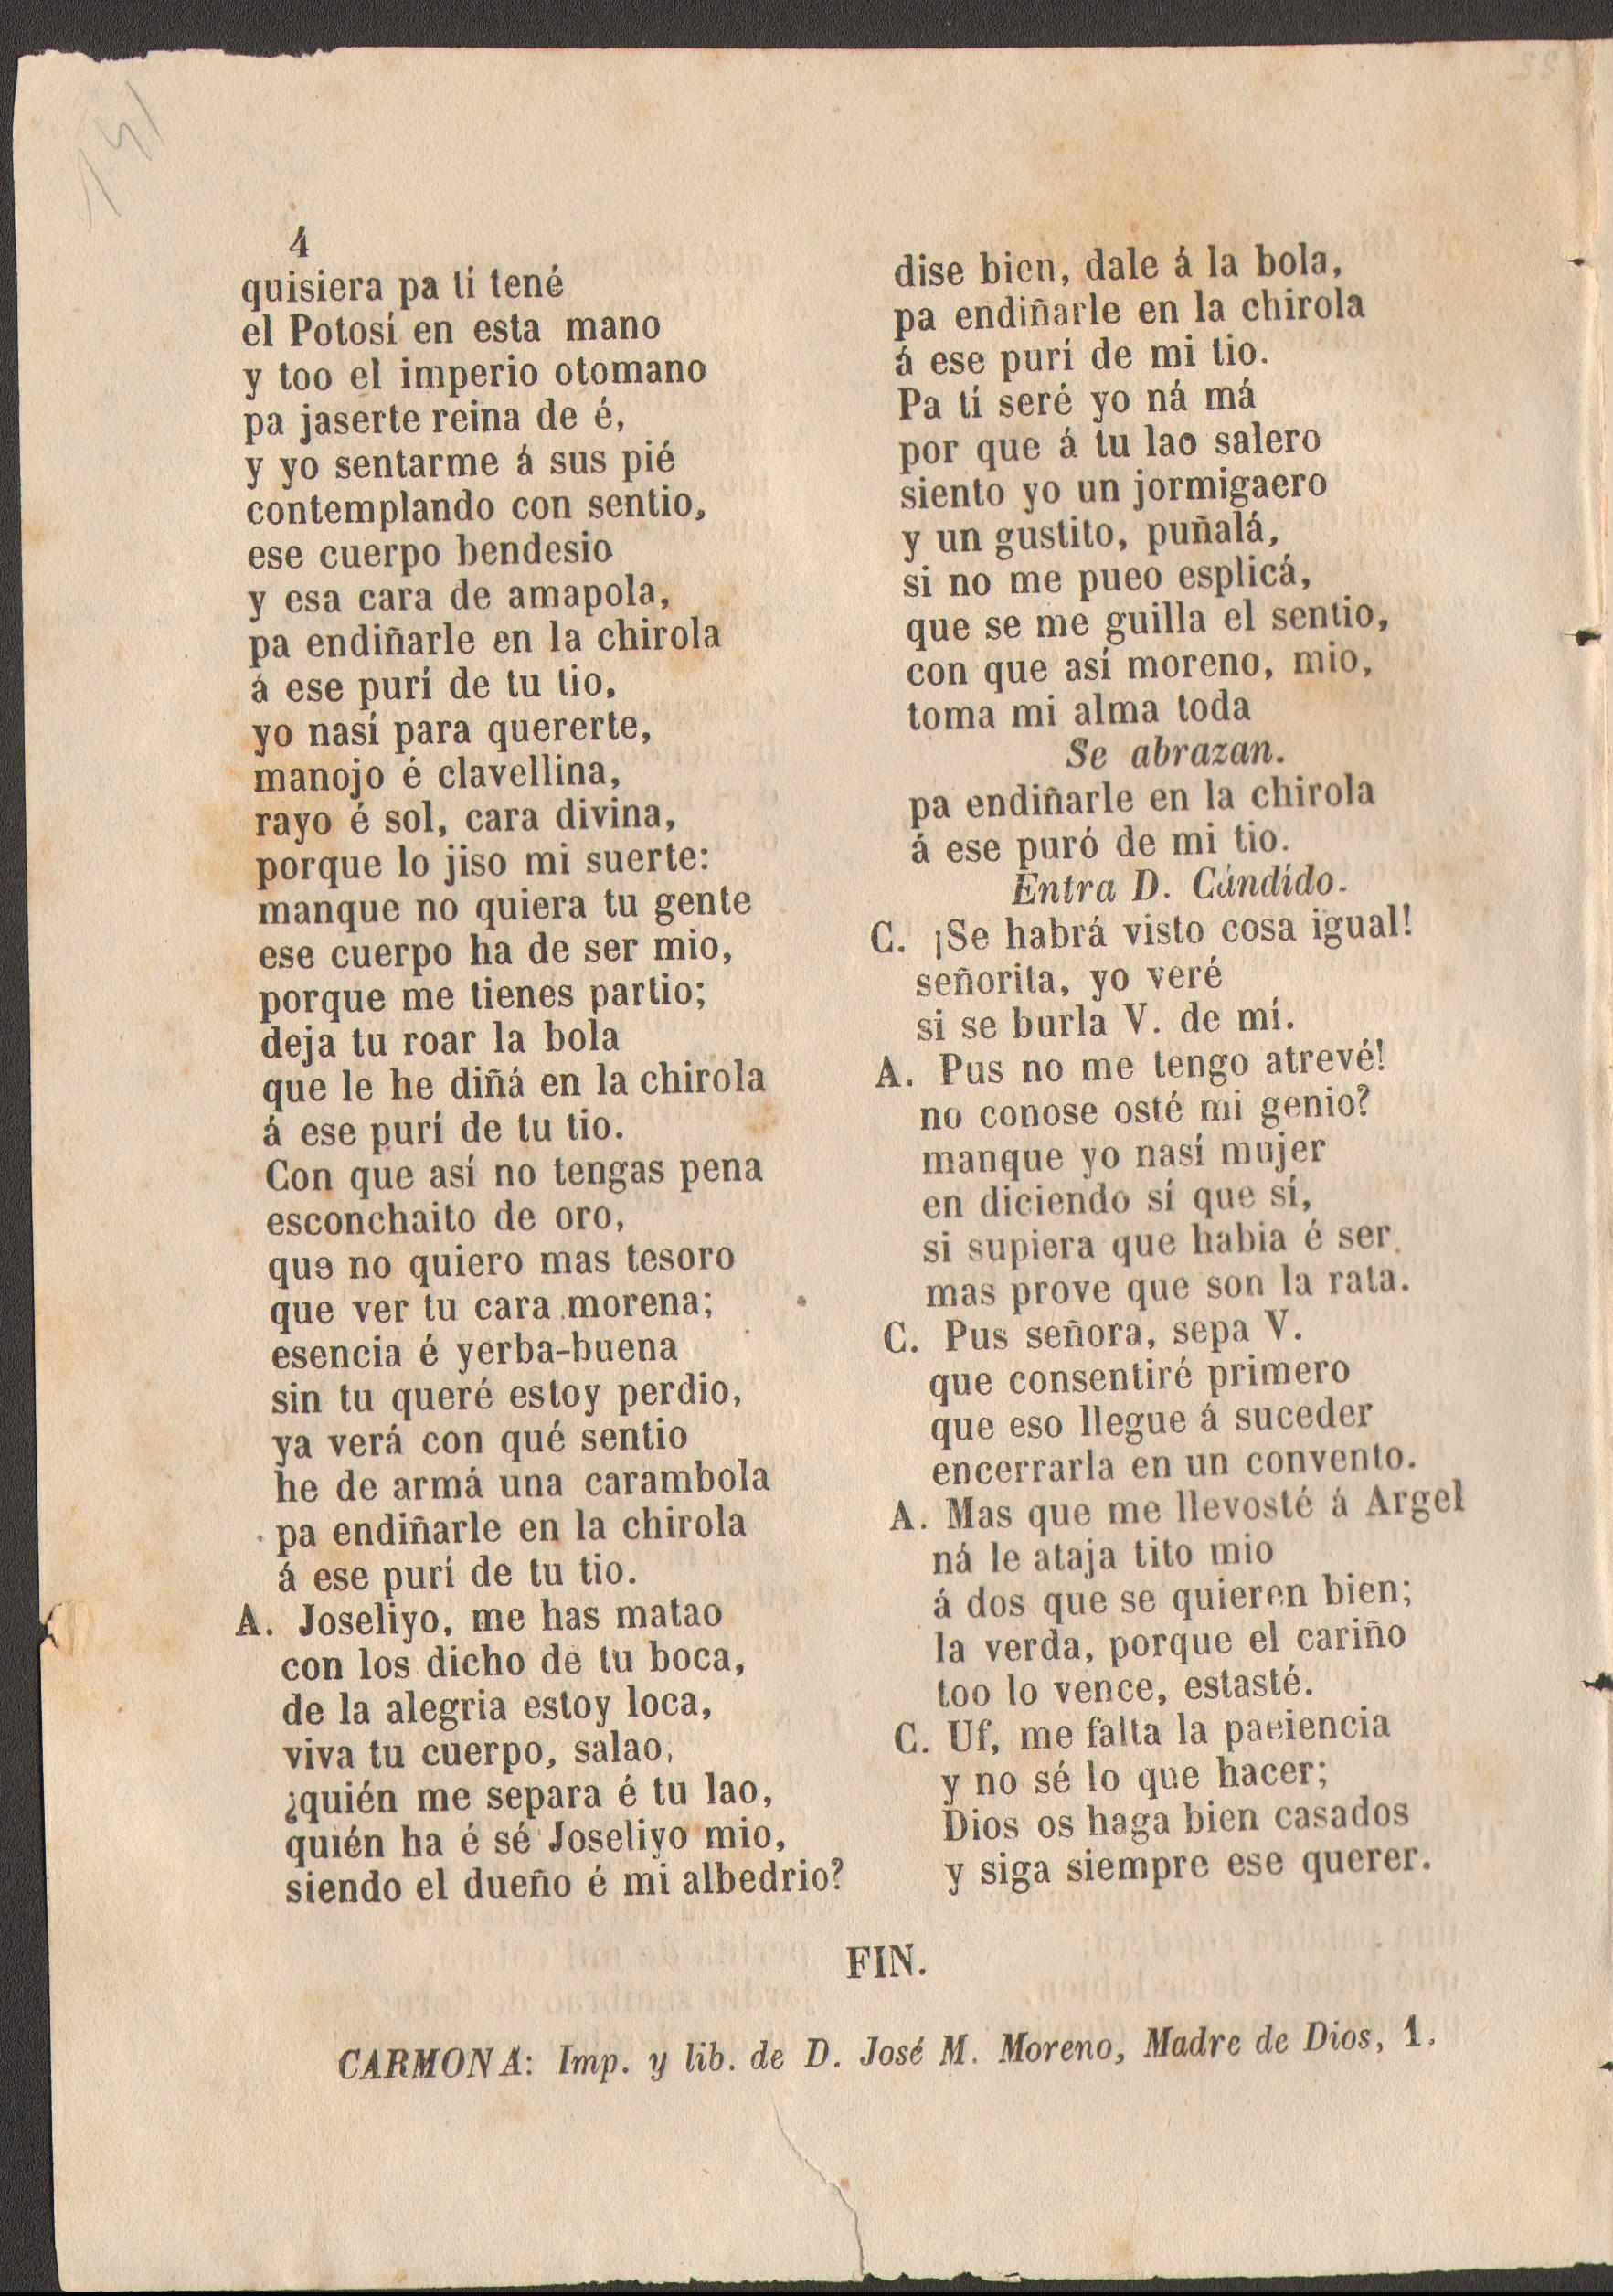 141
4
quisiera pa tí tené
el Potosí en esta mano
y too el imperio otomano
pa jaserte reina de é,
y yo sentarme á sus pié
contemplando con sentio,
ese cuerpo bendesio
y esa cara de amapola,
pa endiñarle en la chirola
á ese purí de tu tio,
yo nasí para quererte,
manojo é clavellina,
rayo é sol, cara divina,
porque lo jiso mi suerte:
manque no quiera tu gente
ese cuerpo ha de ser mio,
porque me tienes partio;
deja tu roar la bola
que le he diñá en la chirola
á ese purí de tu tio.
Con que así no tengas pena
esconchaito de oro,
que no quiero mas tesoro
que ver tu cara morena;
esencia é yerba-buena
sin tu queré estoy perdio,
ya verá con qué sentio
he de armá una carambola
pa endiñarle en la chirola
á ese purí de tu tio.
A. Joseliyo, me has matao
con los dicho de tu boca,
de la alegria estoy loca,
viva tu cuerpo, salao,
¿quién me separa é tu lao,
quién ha é sé Joseliyo mio,
siendo el dueño é mi albedrio?
dise bien, dale á la bola,
pa endiñarle en la chirola
á ese purí de mi tio.
Pa tí seré yo ná má
por que á tu lao salero
siento yo un jormigaero
y un gustito, puñalá,
si no me pueo esplicá,
que se me guilla el sentio,
con que así moreno, mio,
toma mi alma toda
Se abrazan.
pa endiñarle en la chirola
á ese puró de mi tio.
Entra D. Cándido.
C. ¡Se habrá visto cosa igual!
señorita, yo veré
si se burla V. de mí.
A. Pus no me tengo atrevé!
no conose osté mi genio?
manque yo nasí mujer
en diciendo sí que sí,
si supiera que habia é ser
mas prove que son la rata.
C. Pus señora, sepa V.
que consentiré primero
que eso llegue á suceder
encerrarla en un convento.
A. Mas que me llevosté á Argel
ná le ataja tito mio
á dos que se quieren bien;
la verda, porque el cariño
too lo vence, estasté.
C. Uf, me falta la paciencia
y no sé lo que hacer;
Dios os haga bien casados
y siga siempre ese querer.
FIN.
CARMONA: Imp. y lib. de D. José M. Moreno, Madre de Dios, 1.